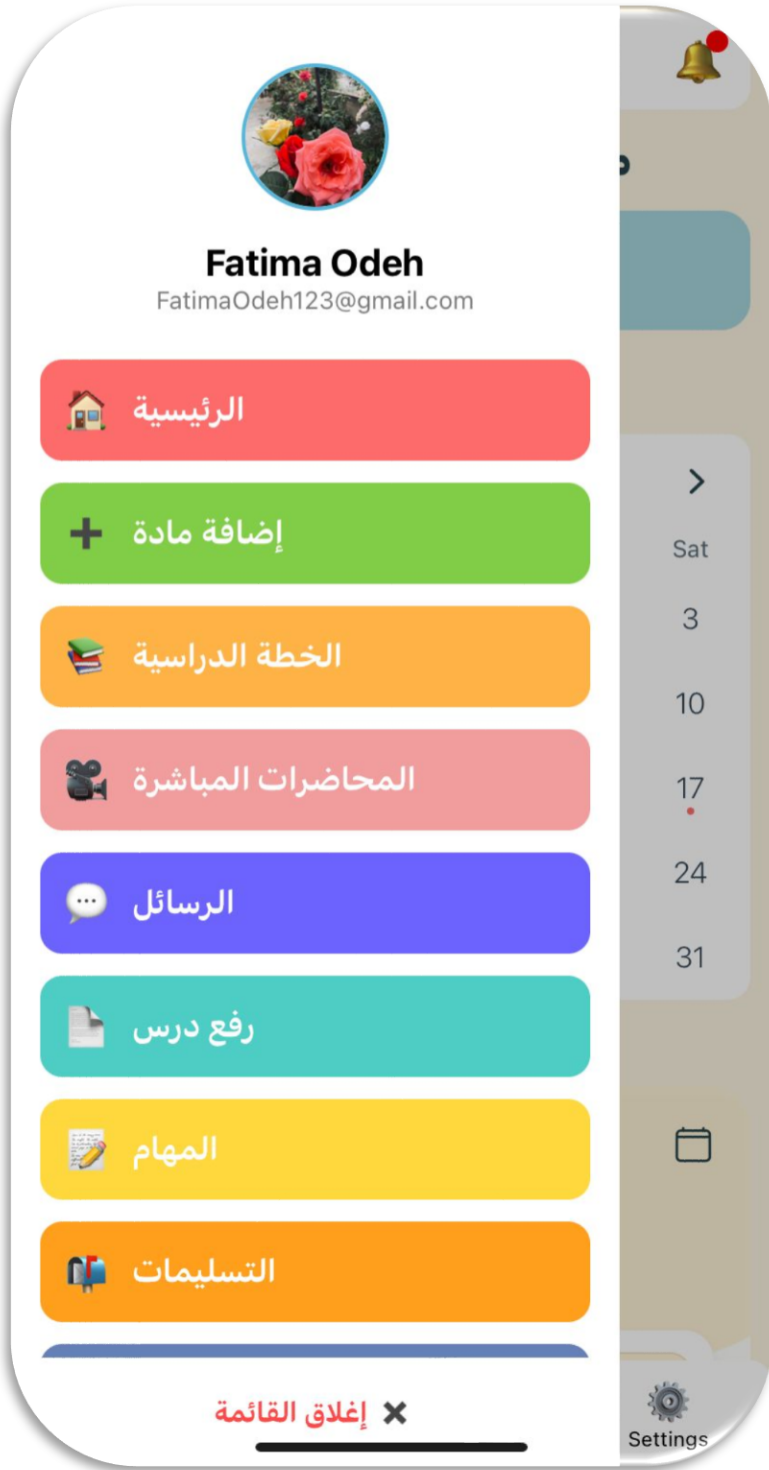 Fatima Odeh
FatimaOdeh123@gmail.com
الرئيسية
إضافة مادة
الخطة الدراسية
المحاضرات المباشرة
الرسائل
رفع درس
المهام
التسليمات
✖ إغلاق القائمة
Sat
3
10
17
24
31
Settings